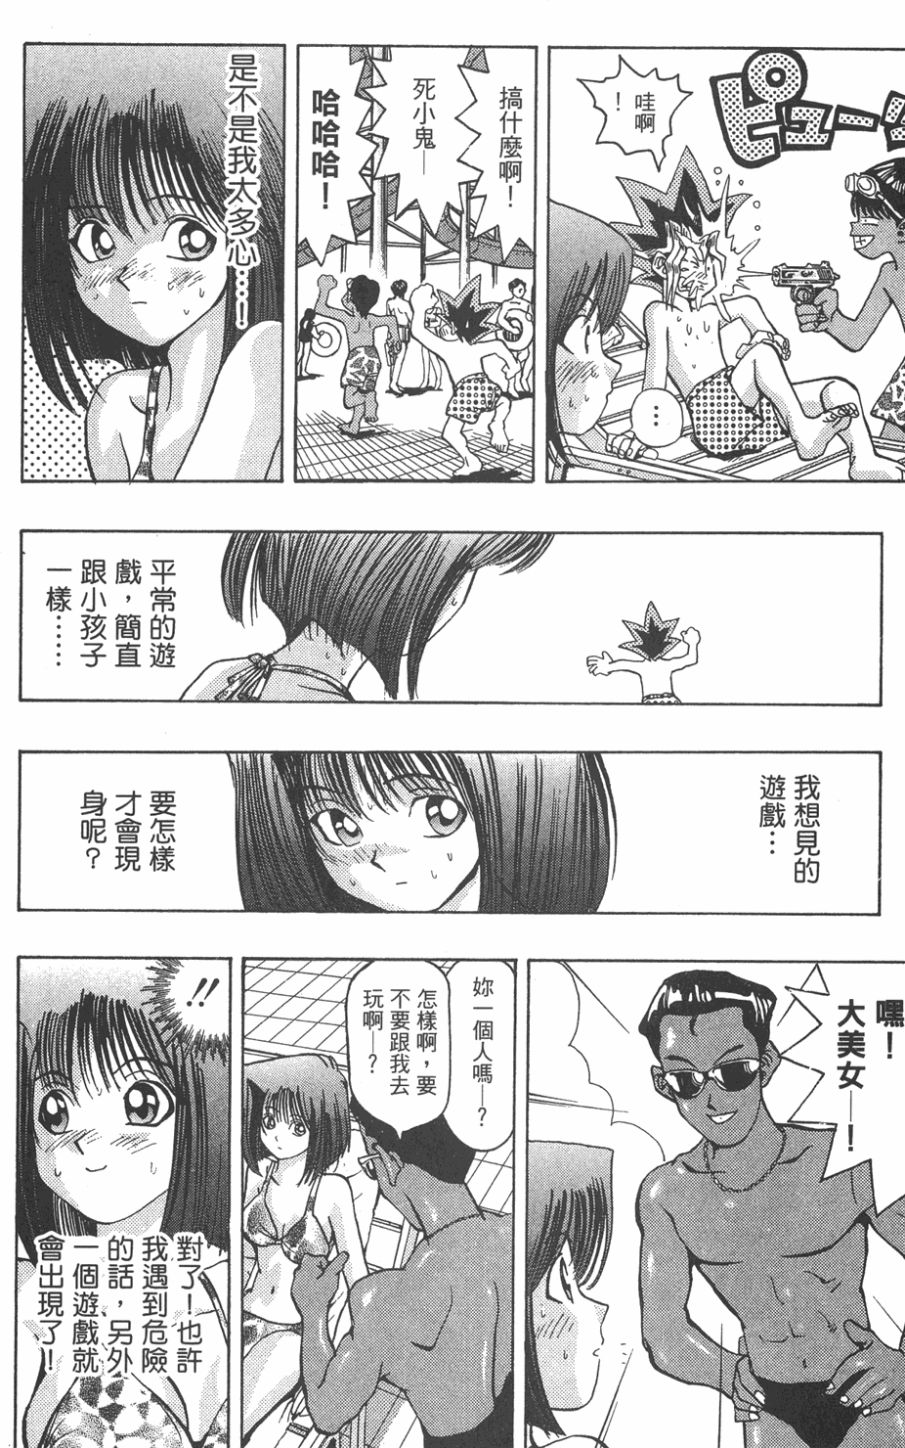 ピュー
哇啊
！
…
搞什麼啊！
死小鬼—
哈哈哈！
是不是我太多心…！
平常的遊
戲，簡直
跟小孩子
一樣……
我想見的
遊戲…
要怎樣
才會現
身呢？
嘿！
大美女——！
妳一個人嗎—？
怎樣啊，要
不要跟我去
玩啊—？
!!
對了！也許
我遇到危險
的話，另外
一個遊戲就
會出現了！